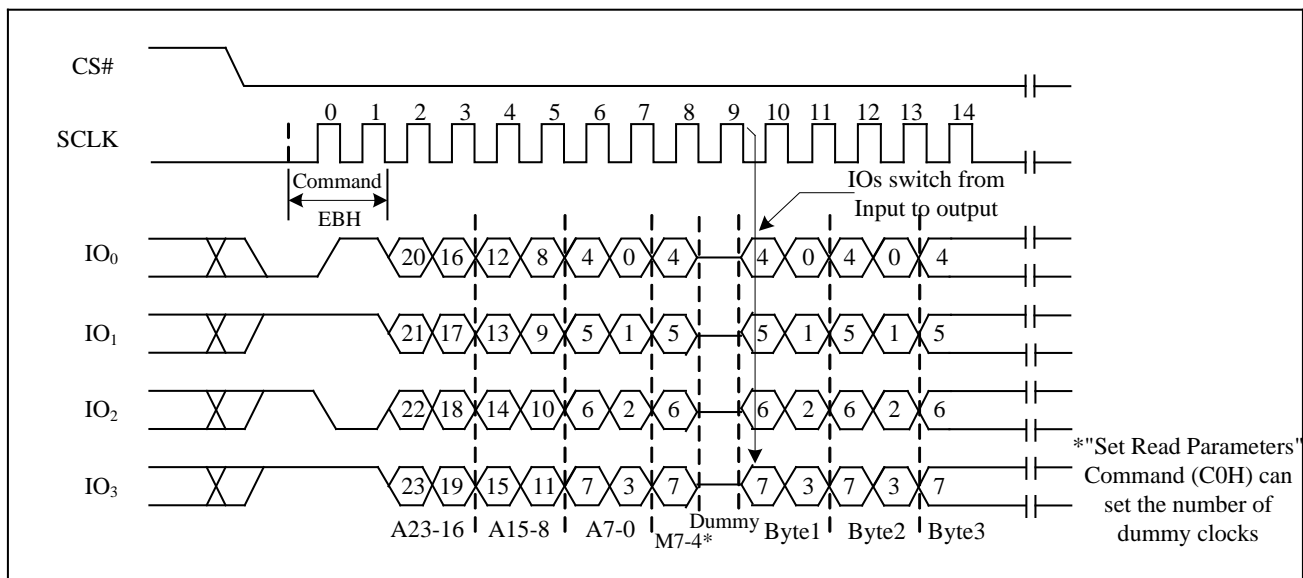 CS#
0 1 2 3 4 5 6 7 8 9 10 11 12 13 14
SCLK
Command
EBH
IOs switch from
Input to output
IO0 20 16 12 8 4 0 4 4 0 4 0 4
IO1 21 17 13 9 5 1 5 5 1 5 1 5
IO2 22 18 14 10 6 2 6 6 2 6 2 6
IO3 23 19 15 11 7 3 7 7 3 7 3 7
A23-16 A15-8 A7-0 M7-4* Dummy Byte1 Byte2 Byte3
*"Set Read Parameters"
Command (C0H) can
set the number of
dummy clocks